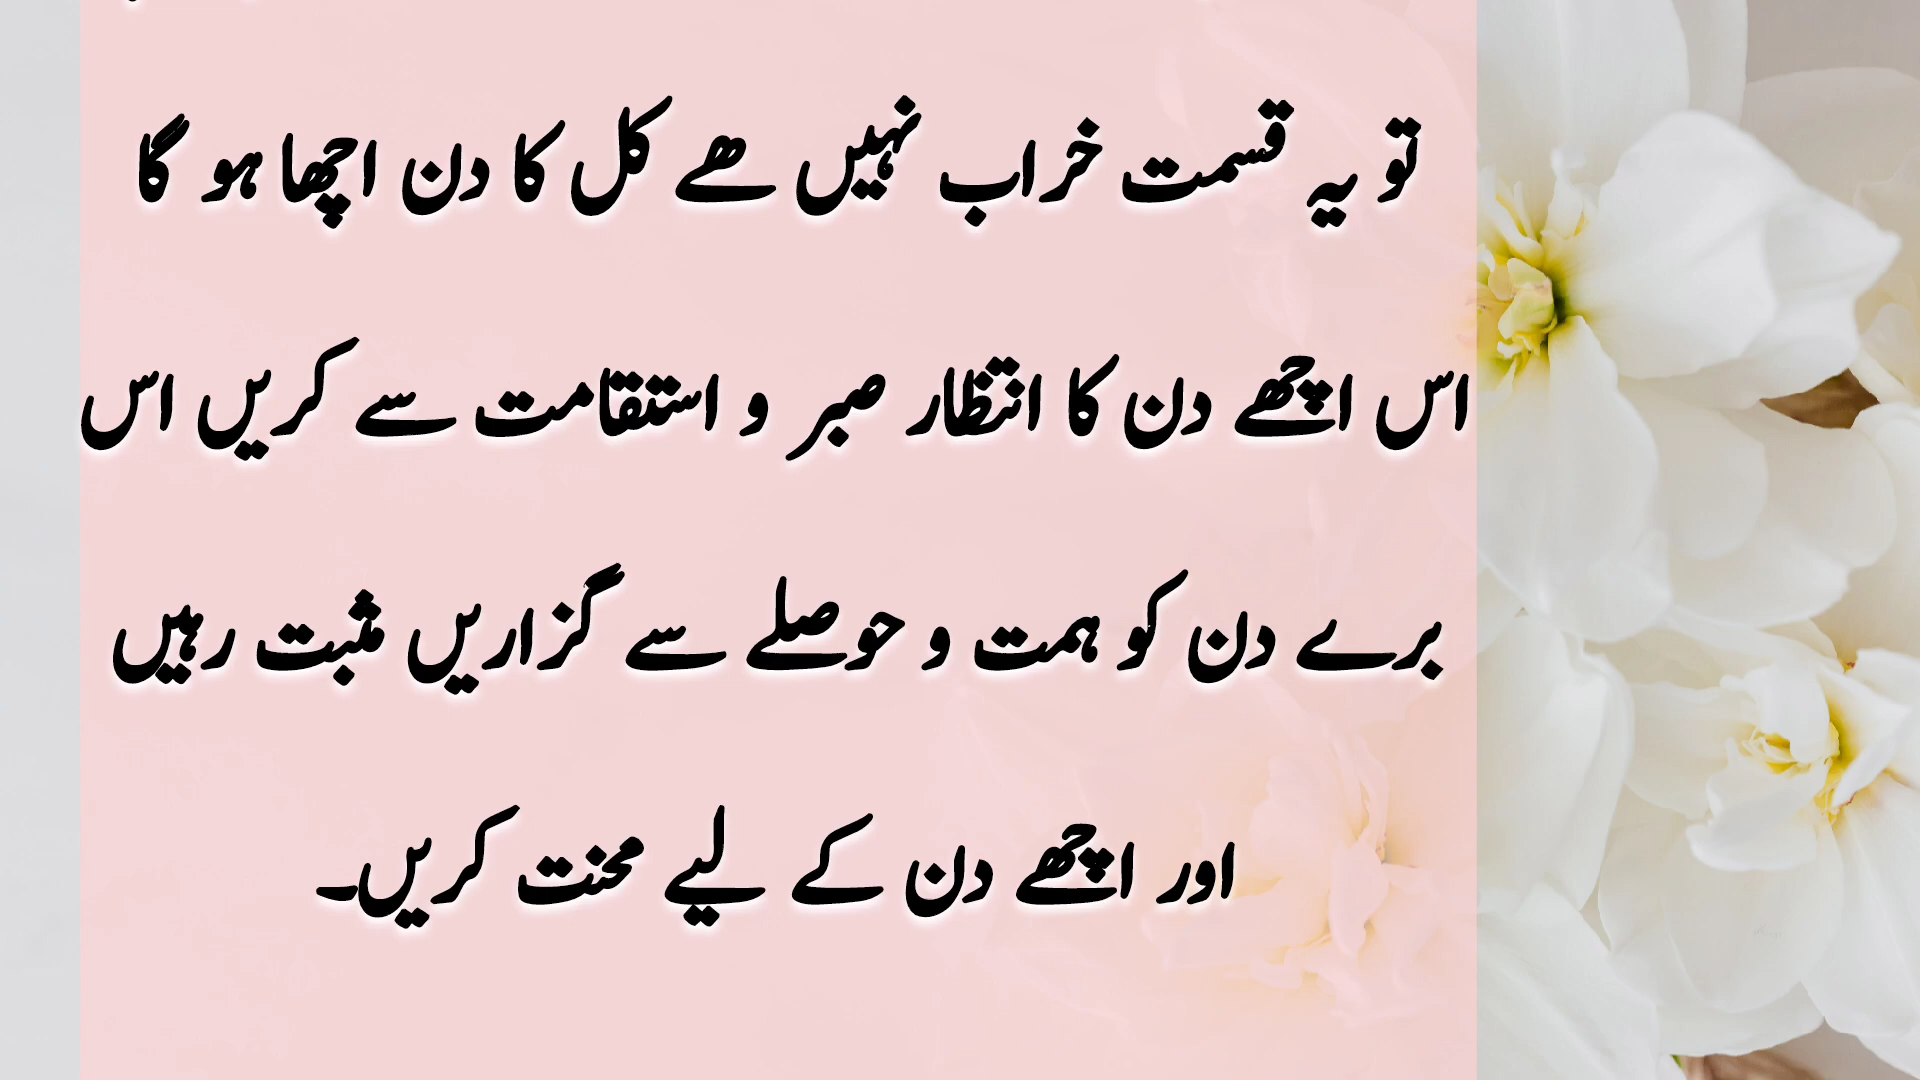 تو یہ قسمت خراب نہیں ھے کل کا دن اچھا ہو گا
اس اچھے دن کا انتظار صبر و استقامت سے کریں اس
برے دن کو ہمت و حوصلے سے گزاریں مثبت رہیں
اور اچھے دن کے لیے محنت کریں۔